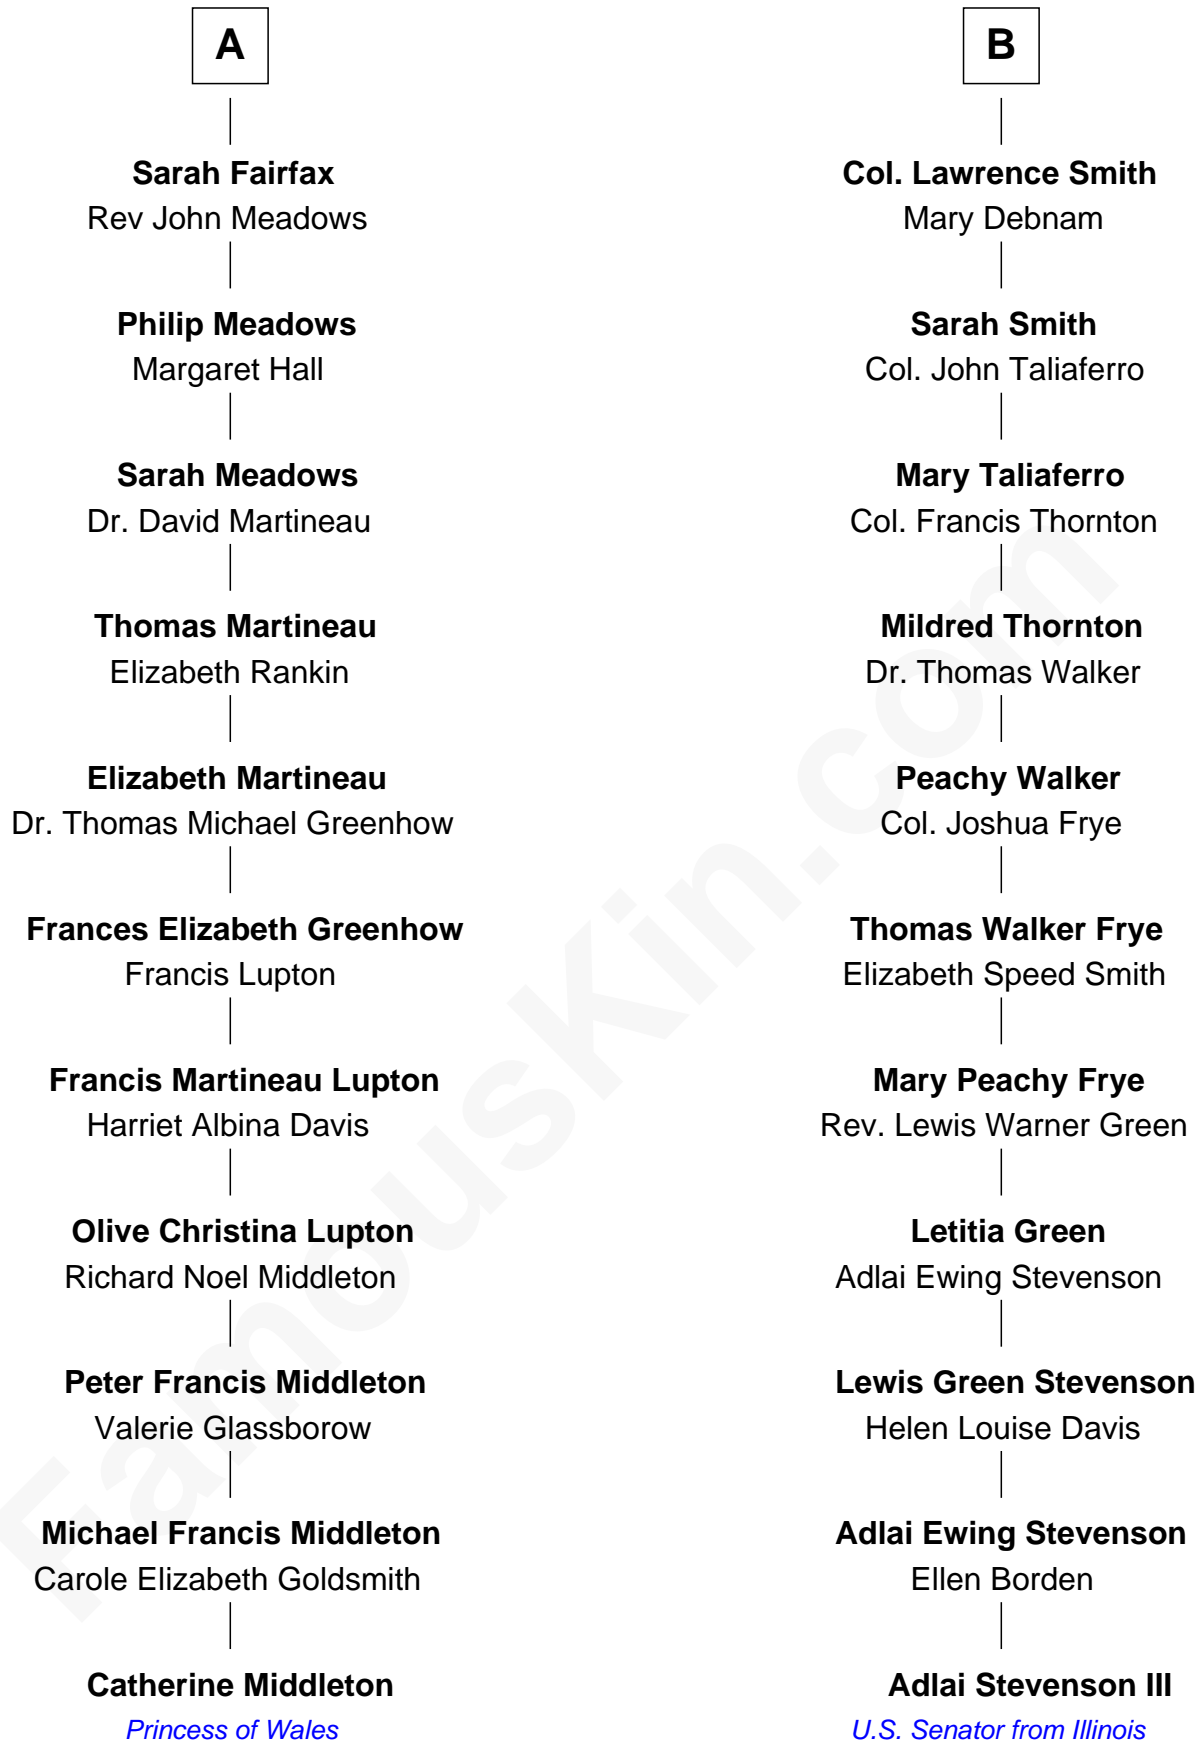 A
Sarah Fairfax
Rev John Meadows
Philip Meadows
Margaret Hall
Sarah Meadows
Dr. David Martineau
Thomas Martineau
Elizabeth Rankin
Elizabeth Martineau
Dr. Thomas Michael Greenhow
Frances Elizabeth Greenhow
Francis Lupton
Francis Martineau Lupton
Harriet Albina Davis
Olive Christina Lupton
Richard Noel Middleton
Peter Francis Middleton
Valerie Glassborow
Michael Francis Middleton
Carole Elizabeth Goldsmith
Catherine Middleton
Princess of Wales
B
Col. Lawrence Smith
Mary Debnam
Sarah Smith
Col. John Taliaferro
Mary Taliaferro
Col. Francis Thornton
Mildred Thornton
Dr. Thomas Walker
Peachy Walker
Col. Joshua Frye
Thomas Walker Frye
Elizabeth Speed Smith
Mary Peachy Frye
Rev. Lewis Warner Green
Letitia Green
Adlai Ewing Stevenson
Lewis Green Stevenson
Helen Louise Davis
Adlai Ewing Stevenson
Ellen Borden
Adlai Stevenson III
U.S. Senator from Illinois
FamousKin.com